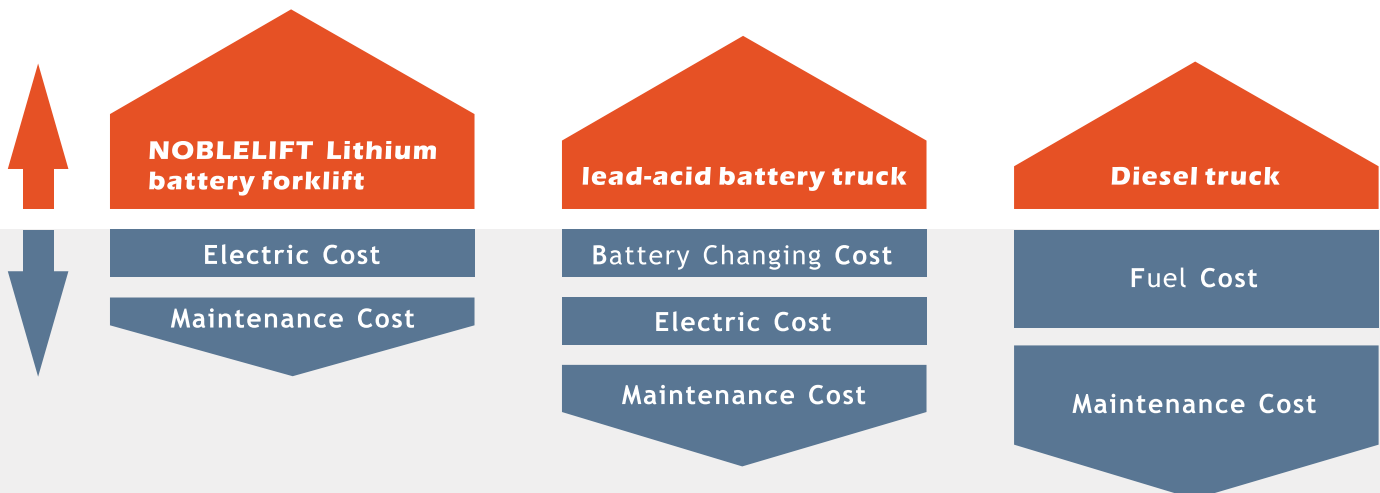 NOBLELIFT Lithium
battery forklift
Electric Cost
Maintenance Cost
lead-acid battery truck
Battery Changing Cost
Electric Cost
Maintenance Cost
Diesel truck
Fuel Cost
Maintenance Cost